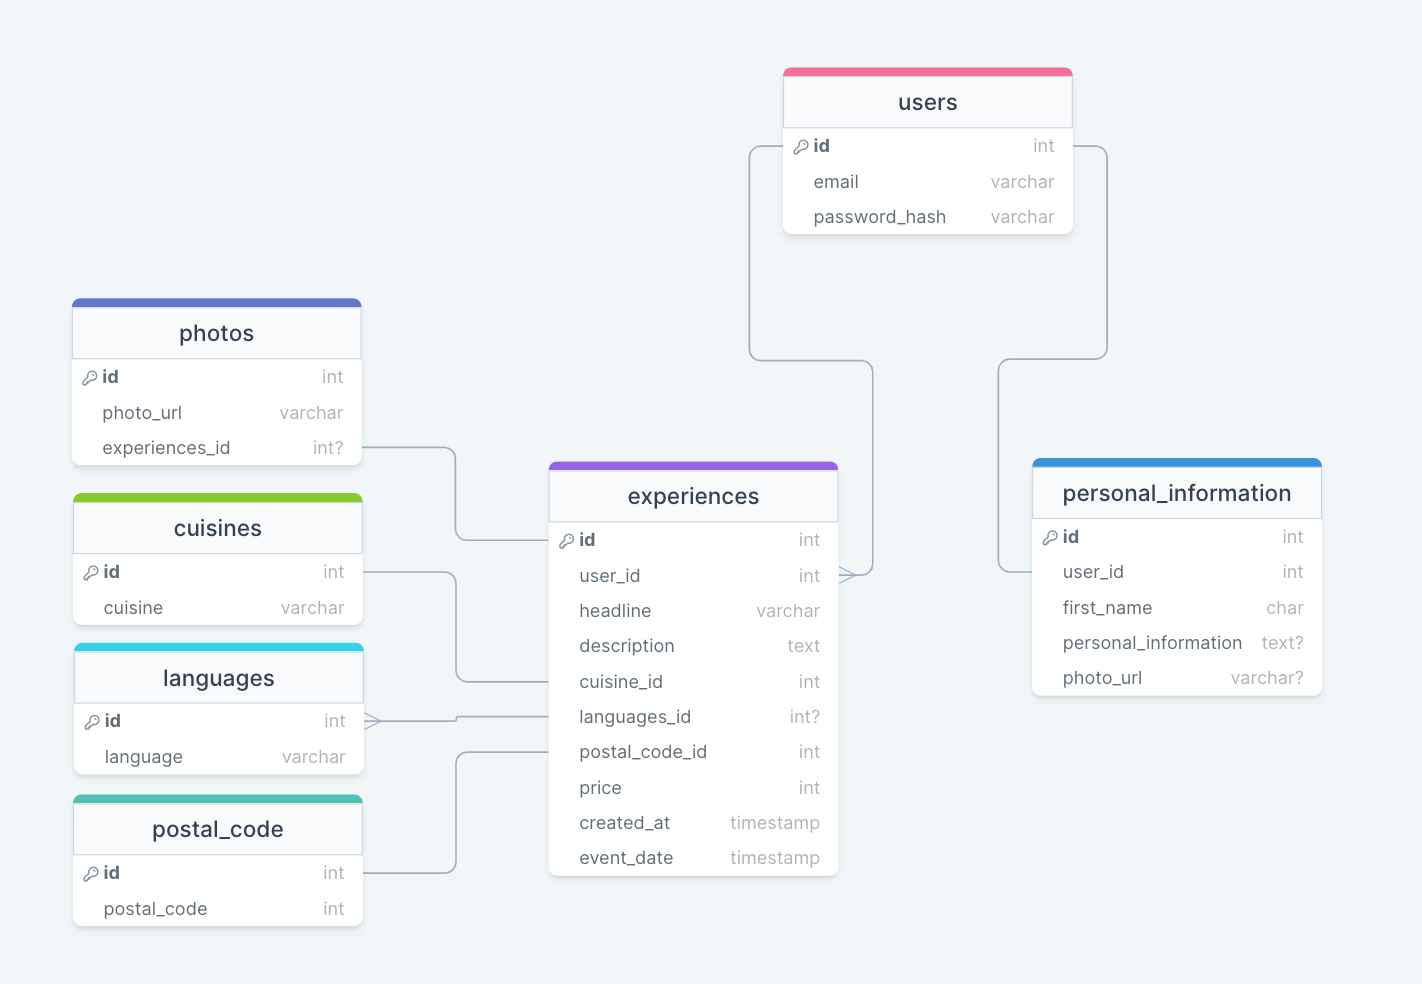 users
id int
email varchar
password_hash varchar
photos
id int
photo_url varchar
experiences_id int?
cuisines
id int
cuisine varchar
languages
id int
language varchar
postal_code
id int
postal_code int
experiences
id int
user_id int
headline varchar
description text
cuisine_id int
languages_id int?
postal_code_id int
price int
created_at timestamp
event_date timestamp
personal_information
id int
user_id int
first_name char
personal_information text?
photo_url varchar?